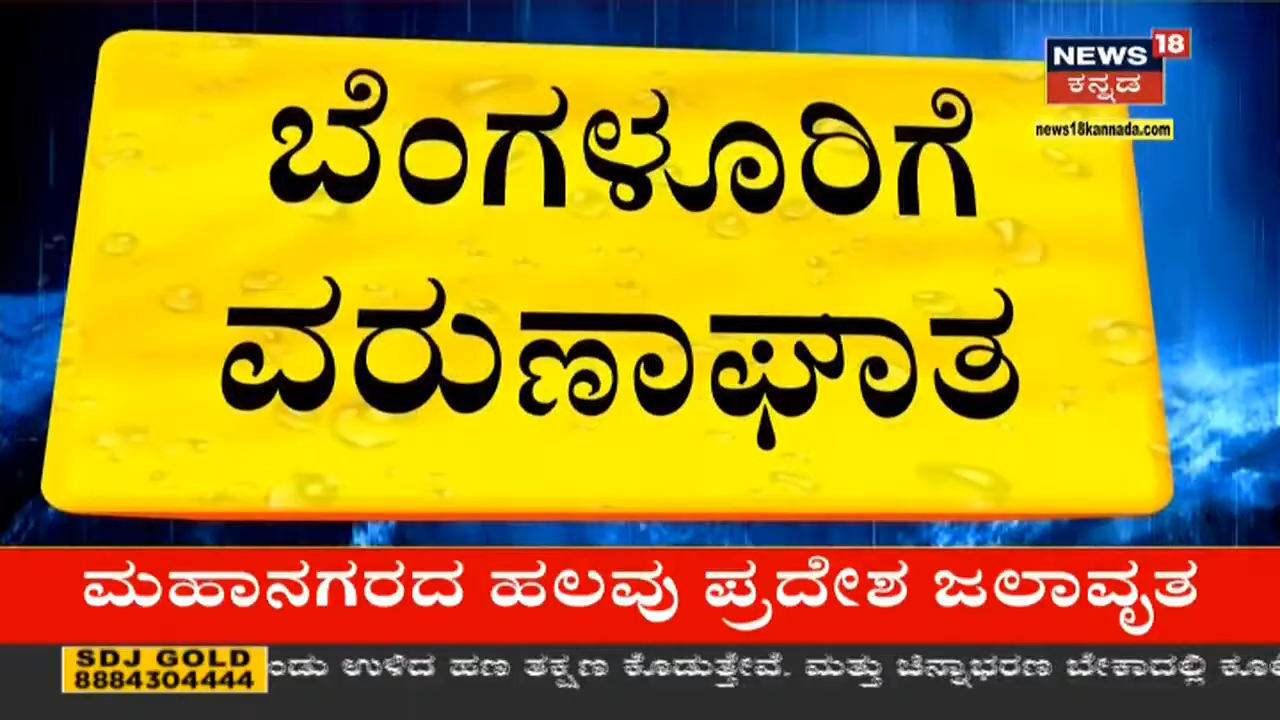 NEWS 18
ಕನ್ನಡ
news18kannada.com
ಬೆಂಗಳೂರಿಗೆ
ವರುಣಾಘಾತ
ಮಹಾನಗರದ ಹಲವು ಪ್ರದೇಶ ಜಲಾವೃತ
SDJ GOLD
8884304444
ಉಳಿದ ಹಣ ತಕ್ಷಣ ಕೊಡುತ್ತೇವೆ. ಮತ್ತು ಚಿನ್ನಾಭರಣ ಬೇಕಾದಲ್ಲಿ